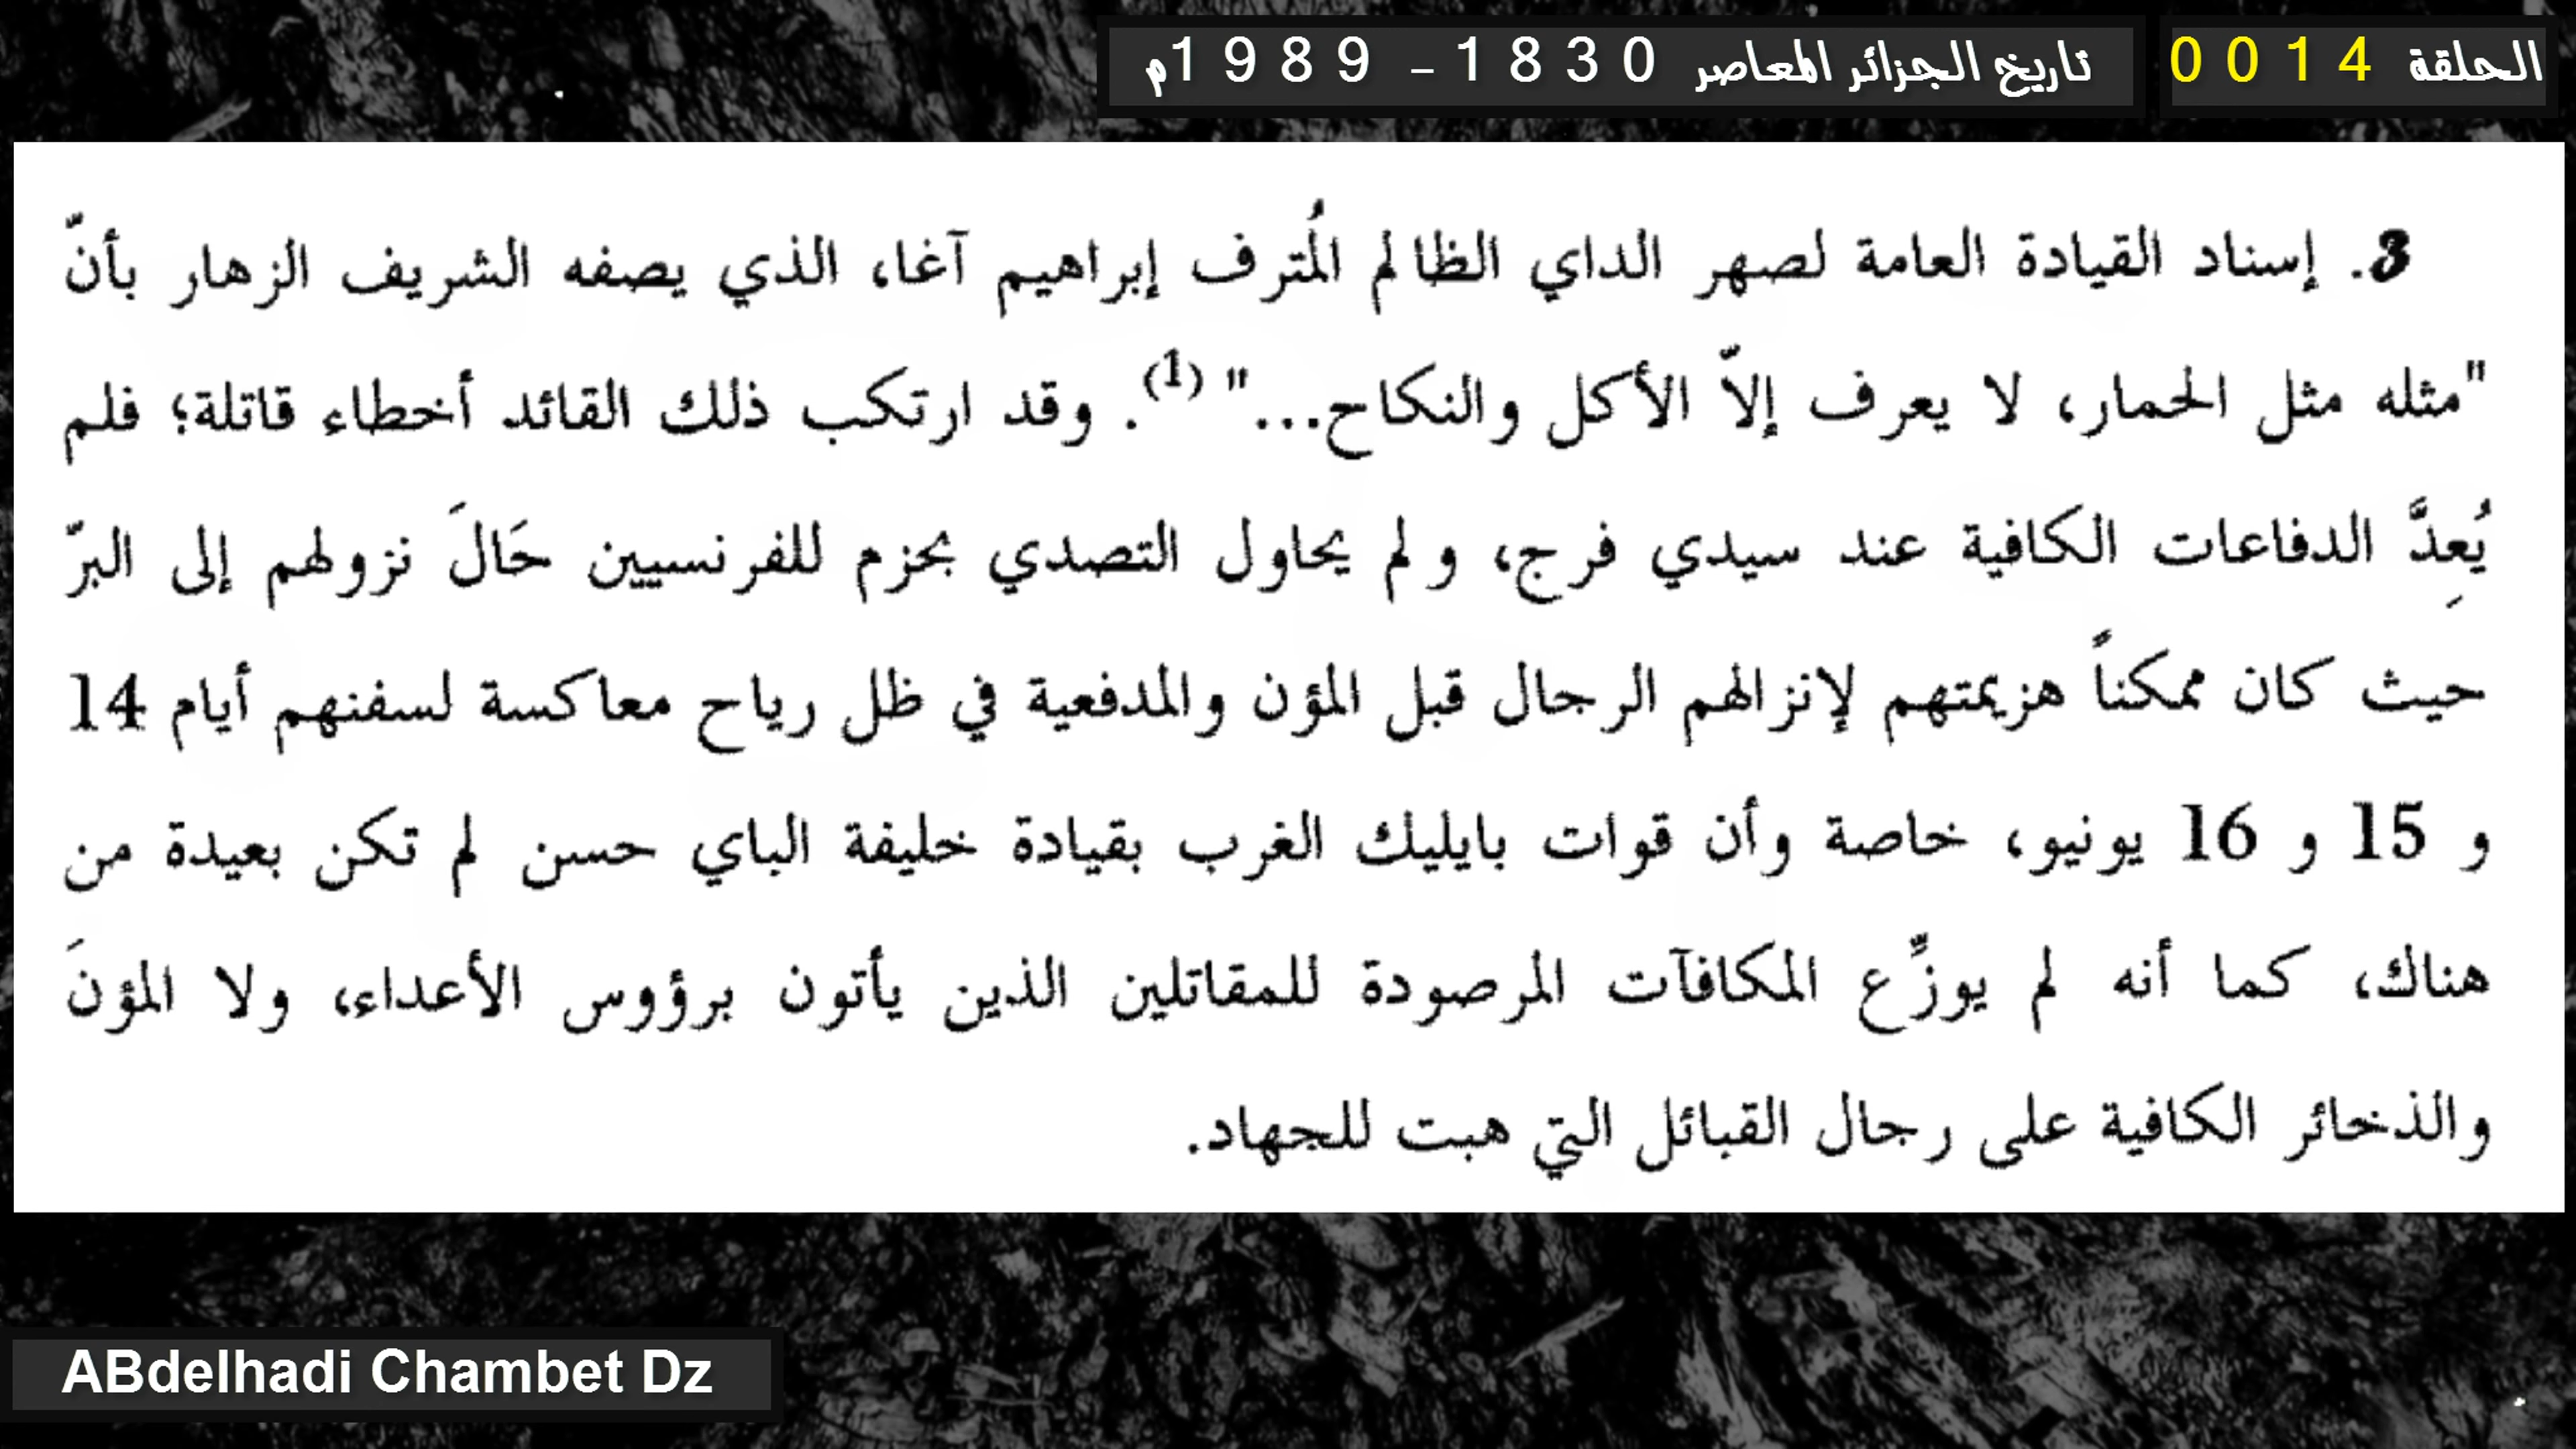 الحلقة 0014
تاريخ الجزائر المعاصر 1830 - 1989م
3. إسناد القيادة العامة لصهر الداي الظالم المُترف إبراهيم آغا، الذي يصفه الشريف الزهار بأنّ
"مثله مثل الحمار، لا يعرف إلاّ الأكل والنكاح..." (1). وقد ارتكب ذلك القائد أخطاء قاتلة؛ فلم
يُعِدَّ الدفاعات الكافية عند سيدي فرج، ولم يحاول التصدي بحزم للفرنسيين حَالَ نزولهم إلى البرّ
حيث كان ممكناً هزيمتهم لإنزالهم الرجال قبل المؤن والمدفعية في ظل رياح معاكسة لسفنهم أيام 14
و 15 و 16 يونيو، خاصة وأن قوات بايليك الغرب بقيادة خليفة الباي حسن لم تكن بعيدة من
هناك، كما أنه لم يوزِّع المكافآت المرصودة للمقاتلين الذين يأتون برؤوس الأعداء، ولا المؤنَ
والذخائر الكافية على رجال القبائل التي هبت للجهاد.
ABdelhadi Chambet Dz